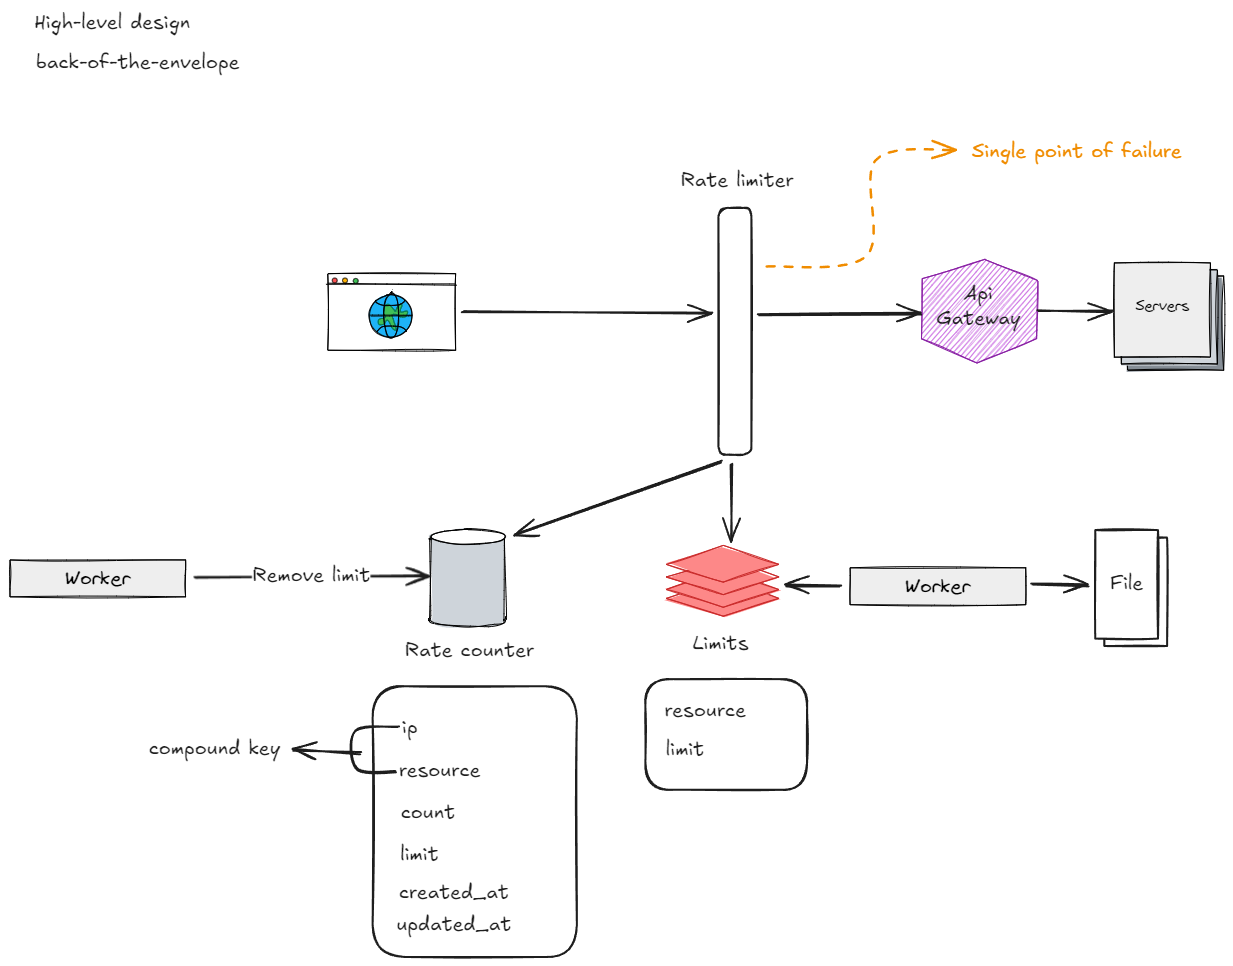 High-level design
back-of-the-envelope
Single point of failure
Rate limiter
Api
Gateway
Servers
Worker
Remove limit
Rate counter
Limits
Worker
File
compound key
ip
resource
count
limit
created_at
updated_at
resource
limit